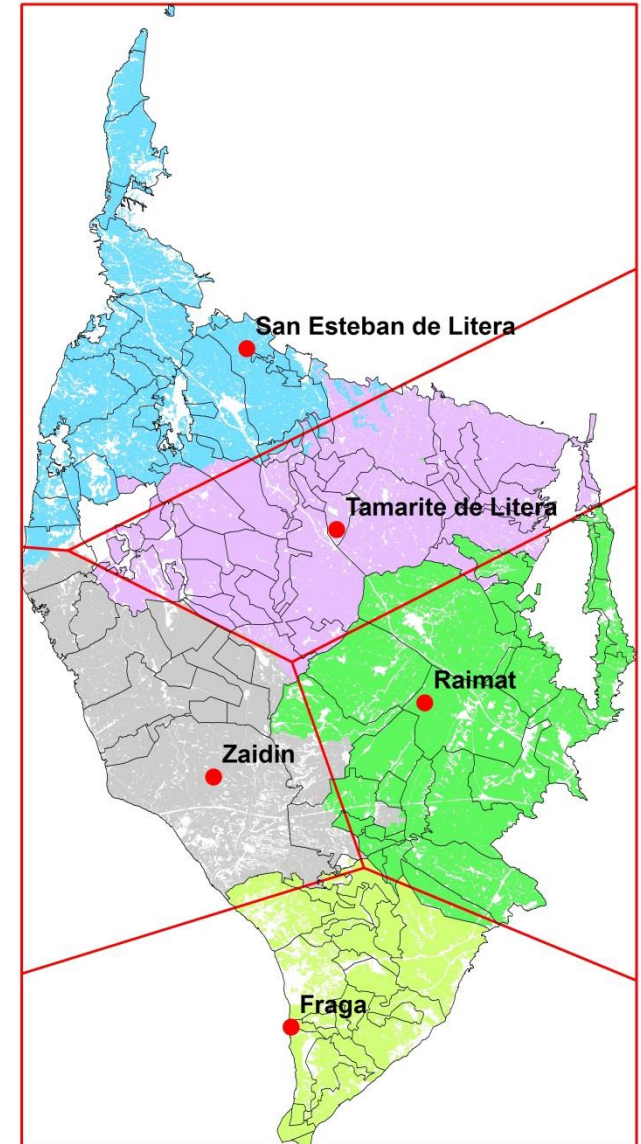 San Esteban de Litera
Tamarite de Litera
Raimat
Zaidin
Fraga